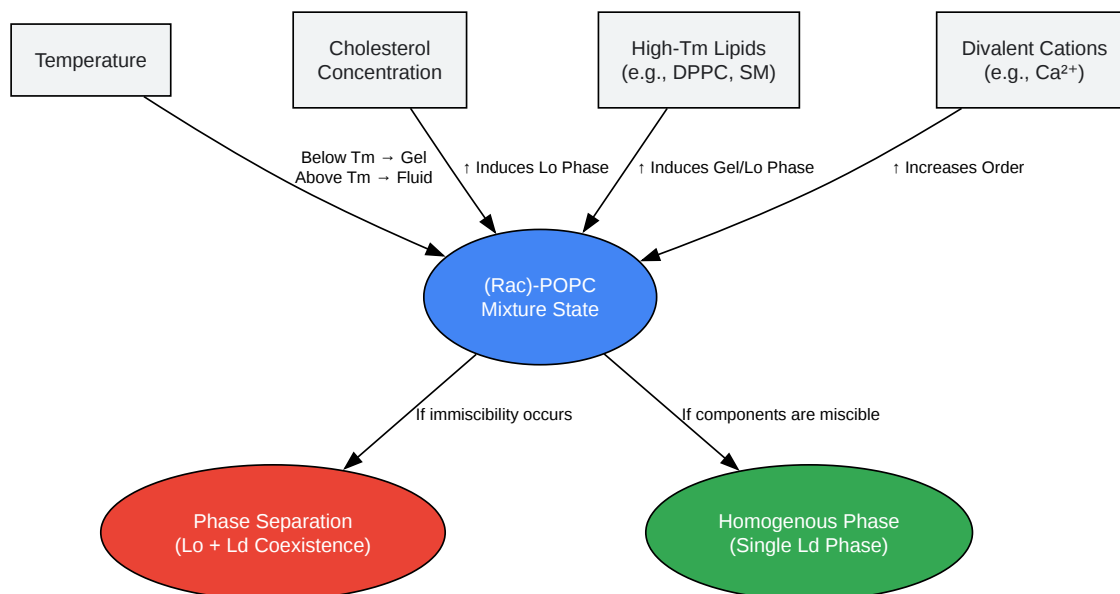 Temperature
Cholesterol
Concentration
High-Tm Lipids
(e.g., DPPC, SM)
Divalent Cations
(e.g., Ca²⁺)
Below Tm → Gel
Above Tm → Fluid
↑ Induces Lo Phase
↑ Induces Gel/Lo Phase
↑ Increases Order
(Rac)-POPC
Mixture State
If immiscibility occurs
If components are miscible
Phase Separation
(Lo + Ld Coexistence)
Homogenous Phase
(Single Ld Phase)